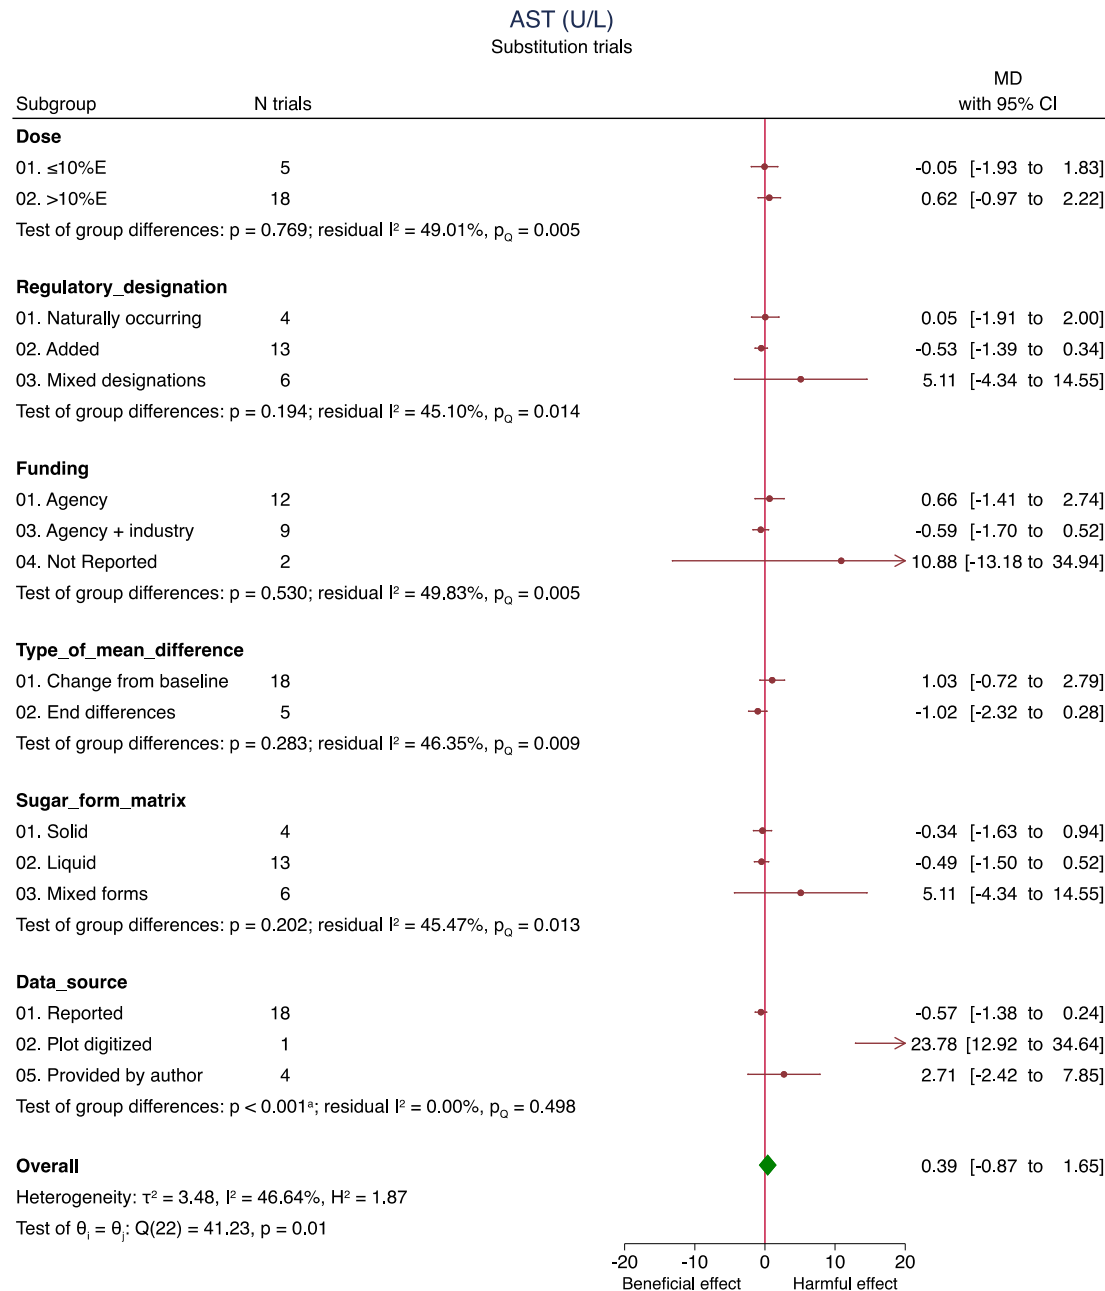 AST (U/L)
Substitution trials
MD
Subgroup N trials with 95% CI
Dose
01. ≤10%E 5 -0.05 [-1.93 to 1.83]
02. >10%E 18 0.62 [-0.97 to 2.22]
Test of group differences: p = 0.769; residual I² = 49.01%, pQ = 0.005
Regulatory_designation
01. Naturally occurring 4 0.05 [-1.91 to 2.00]
02. Added 13 -0.53 [-1.39 to 0.34]
03. Mixed designations 6 5.11 [-4.34 to 14.55]
Test of group differences: p = 0.194; residual I² = 45.10%, pQ = 0.014
Funding
01. Agency 12 0.66 [-1.41 to 2.74]
03. Agency + industry 9 -0.59 [-1.70 to 0.52]
04. Not Reported 2 10.88 [-13.18 to 34.94]
Test of group differences: p = 0.530; residual I² = 49.83%, pQ = 0.005
Type_of_mean_difference
01. Change from baseline 18 1.03 [-0.72 to 2.79]
02. End differences 5 -1.02 [-2.32 to 0.28]
Test of group differences: p = 0.283; residual I² = 46.35%, pQ = 0.009
Sugar_form_matrix
01. Solid 4 -0.34 [-1.63 to 0.94]
02. Liquid 13 -0.49 [-1.50 to 0.52]
03. Mixed forms 6 5.11 [-4.34 to 14.55]
Test of group differences: p = 0.202; residual I² = 45.47%, pQ = 0.013
Data_source
01. Reported 18 -0.57 [-1.38 to 0.24]
02. Plot digitized 1 23.78 [12.92 to 34.64]
05. Provided by author 4 2.71 [-2.42 to 7.85]
Test of group differences: p < 0.001ᵃ; residual I² = 0.00%, pQ = 0.498
Overall 0.39 [-0.87 to 1.65]
Heterogeneity: τ² = 3.48, I² = 46.64%, H² = 1.87
Test of θᵢ = θⱼ: Q(22) = 41.23, p = 0.01
-20 -10 0 10 20
Beneficial effect Harmful effect